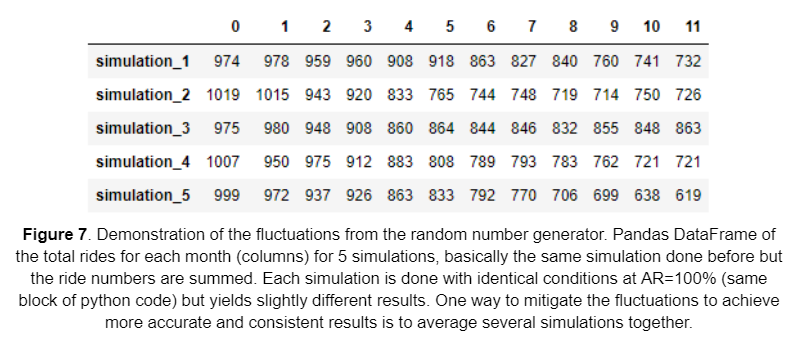 0 1 2 3 4 5 6 7 8 9 10 11
simulation_1 974 978 959 960 908 918 863 827 840 760 741 732
simulation_2 1019 1015 943 920 833 765 744 748 719 714 750 726
simulation_3 975 980 948 908 860 864 844 846 832 855 848 863
simulation_4 1007 950 975 912 883 808 789 793 783 762 721 721
simulation_5 999 972 937 926 863 833 792 770 706 699 638 619
Figure 7. Demonstration of the fluctuations from the random number generator. Pandas DataFrame of
the total rides for each month (columns) for 5 simulations, basically the same simulation done before but
the ride numbers are summed. Each simulation is done with identical conditions at AR=100% (same
block of python code) but yields slightly different results. One way to mitigate the fluctuations to achieve
more accurate and consistent results is to average several simulations together.